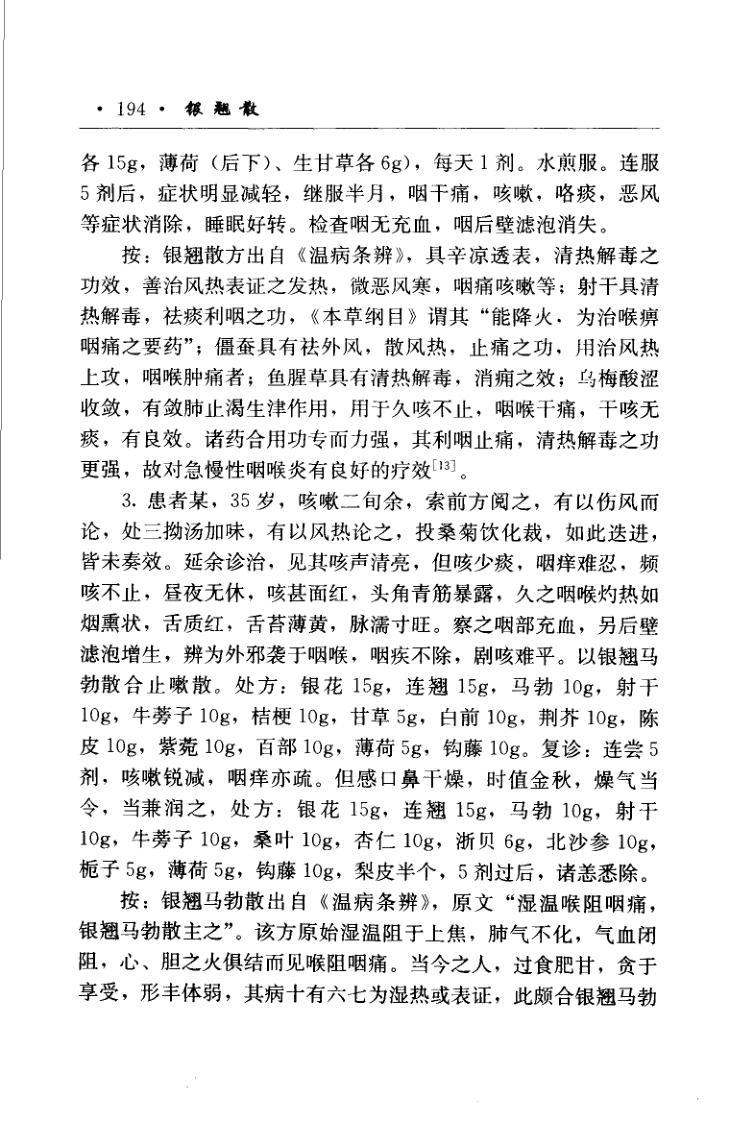 · 194 · 银翘散
各 15g，薄荷（后下）、生甘草各 6g），每天 1 剂。水煎服。连服
5 剂后，症状明显减轻，继服半月，咽干痛，咳嗽，咯痰，恶风
等症状消除，睡眠好转。检查咽无充血，咽后壁滤泡消失。
按：银翘散方出自《温病条辨》，具辛凉透表，清热解毒之
功效，善治风热表证之发热，微恶风寒，咽痛咳嗽等；射干具清
热解毒，祛痰利咽之功，《本草纲目》谓其“能降火．为治喉痹
咽痛之要药”；僵蚕具有祛外风，散风热，止痛之功，用治风热
上攻，咽喉肿痛者；鱼腥草具有清热解毒，消痈之效；乌梅酸涩
收敛，有敛肺止渴生津作用，用于久咳不止，咽喉干痛，干咳无
痰，有良效。诸药合用功专而力强，其利咽止痛，清热解毒之功
更强，故对急慢性咽喉炎有良好的疗效[13]。
3. 患者某，35 岁，咳嗽二旬余，索前方阅之，有以伤风而
论，处三拗汤加味，有以风热论之，投桑菊饮化裁，如此迭进，
皆未奏效。延余诊治，见其咳声清亮，但咳少痰，咽痒难忍，频
咳不止，昼夜无休，咳甚面红，头角青筋暴露，久之咽喉灼热如
烟熏状，舌质红，舌苔薄黄，脉濡寸旺。察之咽部充血，另后壁
滤泡增生，辨为外邪袭于咽喉，咽疾不除，剧咳难平。以银翘马
勃散合止嗽散。处方：银花 15g，连翘 15g，马勃 10g，射干
10g，牛蒡子 10g，桔梗 10g，甘草 5g，白前 10g，荆芥 10g，陈
皮 10g，紫菀 10g，百部 10g，薄荷 5g，钩藤 10g。复诊：连尝 5
剂，咳嗽锐减，咽痒亦疏。但感口鼻干燥，时值金秋，燥气当
令，当兼润之，处方：银花 15g，连翘 15g，马勃 10g，射干
10g，牛蒡子 10g，桑叶 10g，杏仁 10g，浙贝 6g，北沙参 10g，
栀子 5g，薄荷 5g，钩藤 10g，梨皮半个，5 剂过后，诸恙悉除。
按：银翘马勃散出自《温病条辨》，原文“湿温喉阻咽痛，
银翘马勃散主之”。该方原始湿温阻于上焦，肺气不化，气血闭
阻，心、胆之火俱结而见喉阻咽痛。当今之人，过食肥甘，贪于
享受，形丰体弱，其病十有六七为湿热或表证，此颇合银翘马勃